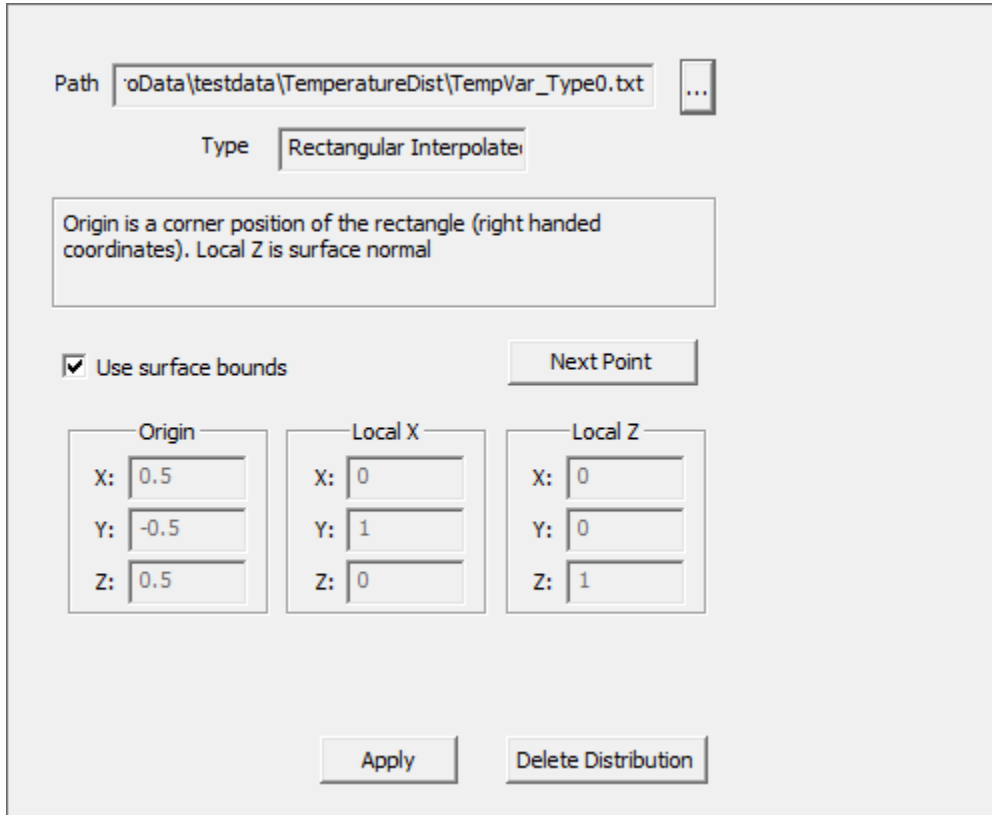 Path oData\testdata\TemperatureDist\TempVar_Type0.txt ...
Type Rectangular Interpolated
Origin is a corner position of the rectangle (right handed
coordinates). Local Z is surface normal
Use surface bounds Next Point
Origin Local X Local Z
X: 0.5 X: 0 X: 0
Y: -0.5 Y: 1 Y: 0
Z: 0.5 Z: 0 Z: 1
Apply Delete Distribution